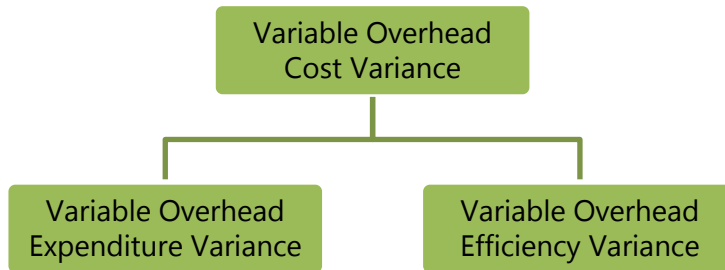 Variable Overhead
Cost Variance
Variable Overhead
Expenditure Variance
Variable Overhead
Efficiency Variance